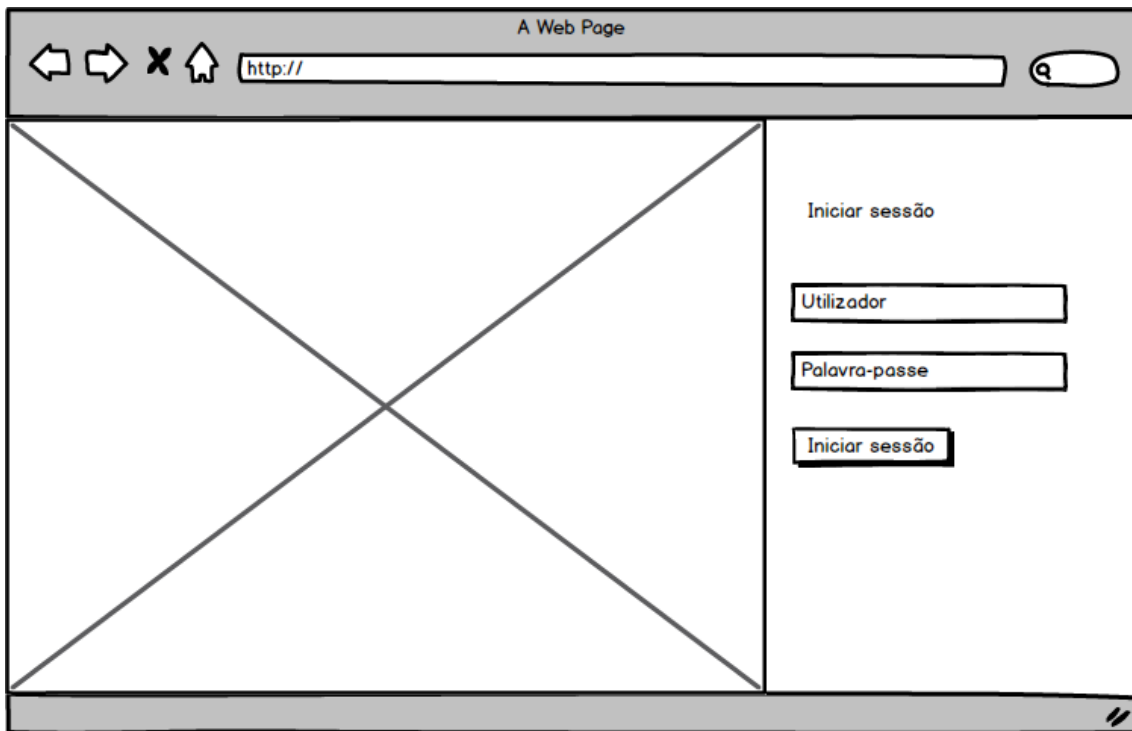 A Web Page
http://
Iniciar sessão
Utilizador
Palavra-passe
Iniciar sessão